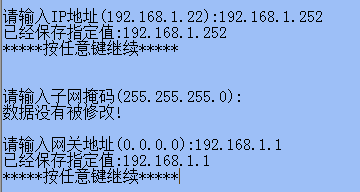 请输入IP地址(192.168.1.22):192.168.1.252
已经保存指定值:192.168.1.252
*****按任意键继续*****
请输入子网掩码(255.255.255.0):
数据没有被修改!
请输入网关地址(0.0.0.0):192.168.1.1
已经保存指定值:192.168.1.1
*****按任意键继续*****